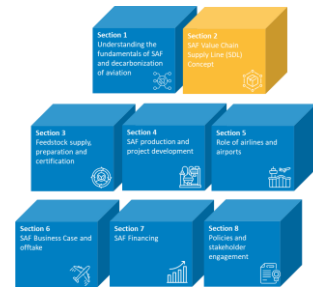 Section 1
Understanding the
fundamentals of SAF
and decarbonization
of aviation
Section 2
SAF Value Chain
Supply Line (SDL)
Concept
Section 3
Feedstock supply,
preparation and
certification
Section 4
SAF production and
project development
Section 5
Role of airlines and
airports
Section 6
SAF Business Case and
offtake
Section 7
SAF Financing
Section 8
Policies and
stakeholder
engagement